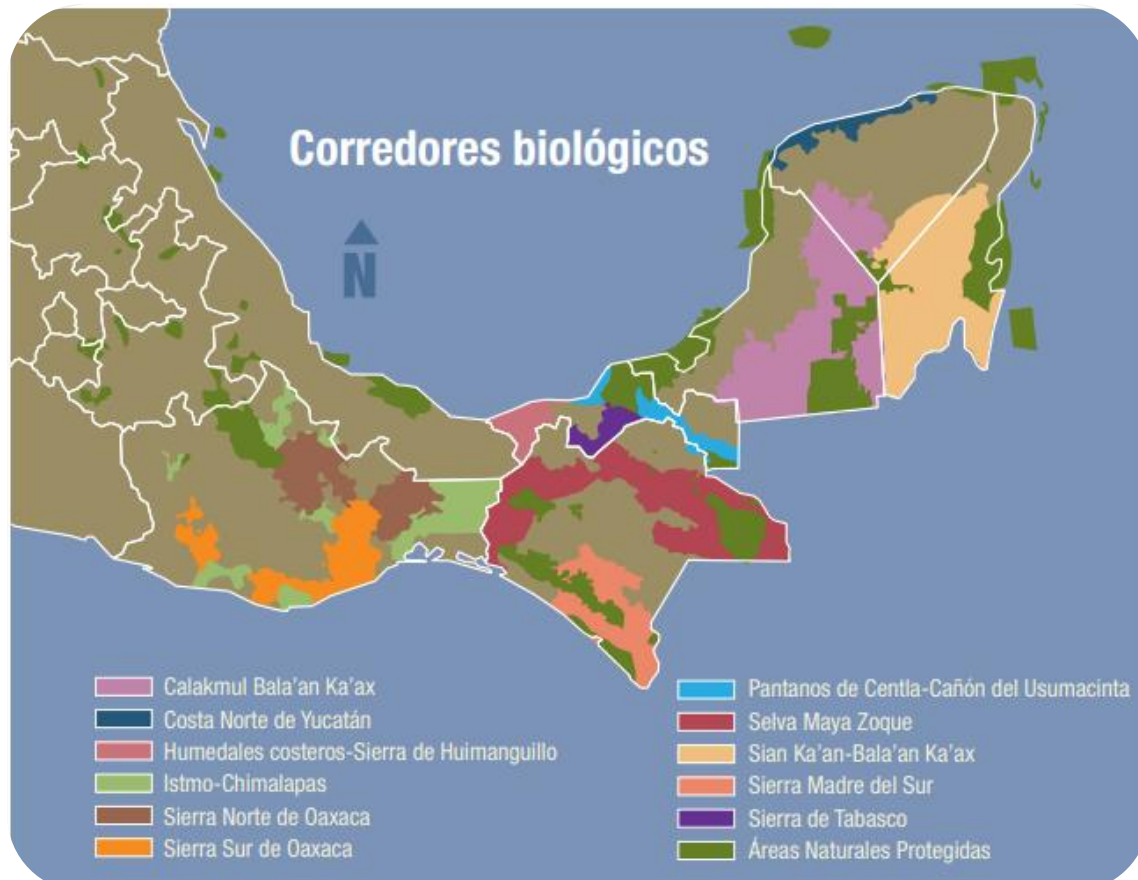 Corredores biológicos
N
Calakmul Bala'an Ka'ax
Costa Norte de Yucatán
Humedales costeros-Sierra de Huimanguillo
Istmo-Chimalapas
Sierra Norte de Oaxaca
Sierra Sur de Oaxaca
Pantanos de Centla-Cañón del Usumacinta
Selva Maya Zoque
Sian Ka'an-Bala'an Ka'ax
Sierra Madre del Sur
Sierra de Tabasco
Áreas Naturales Protegidas